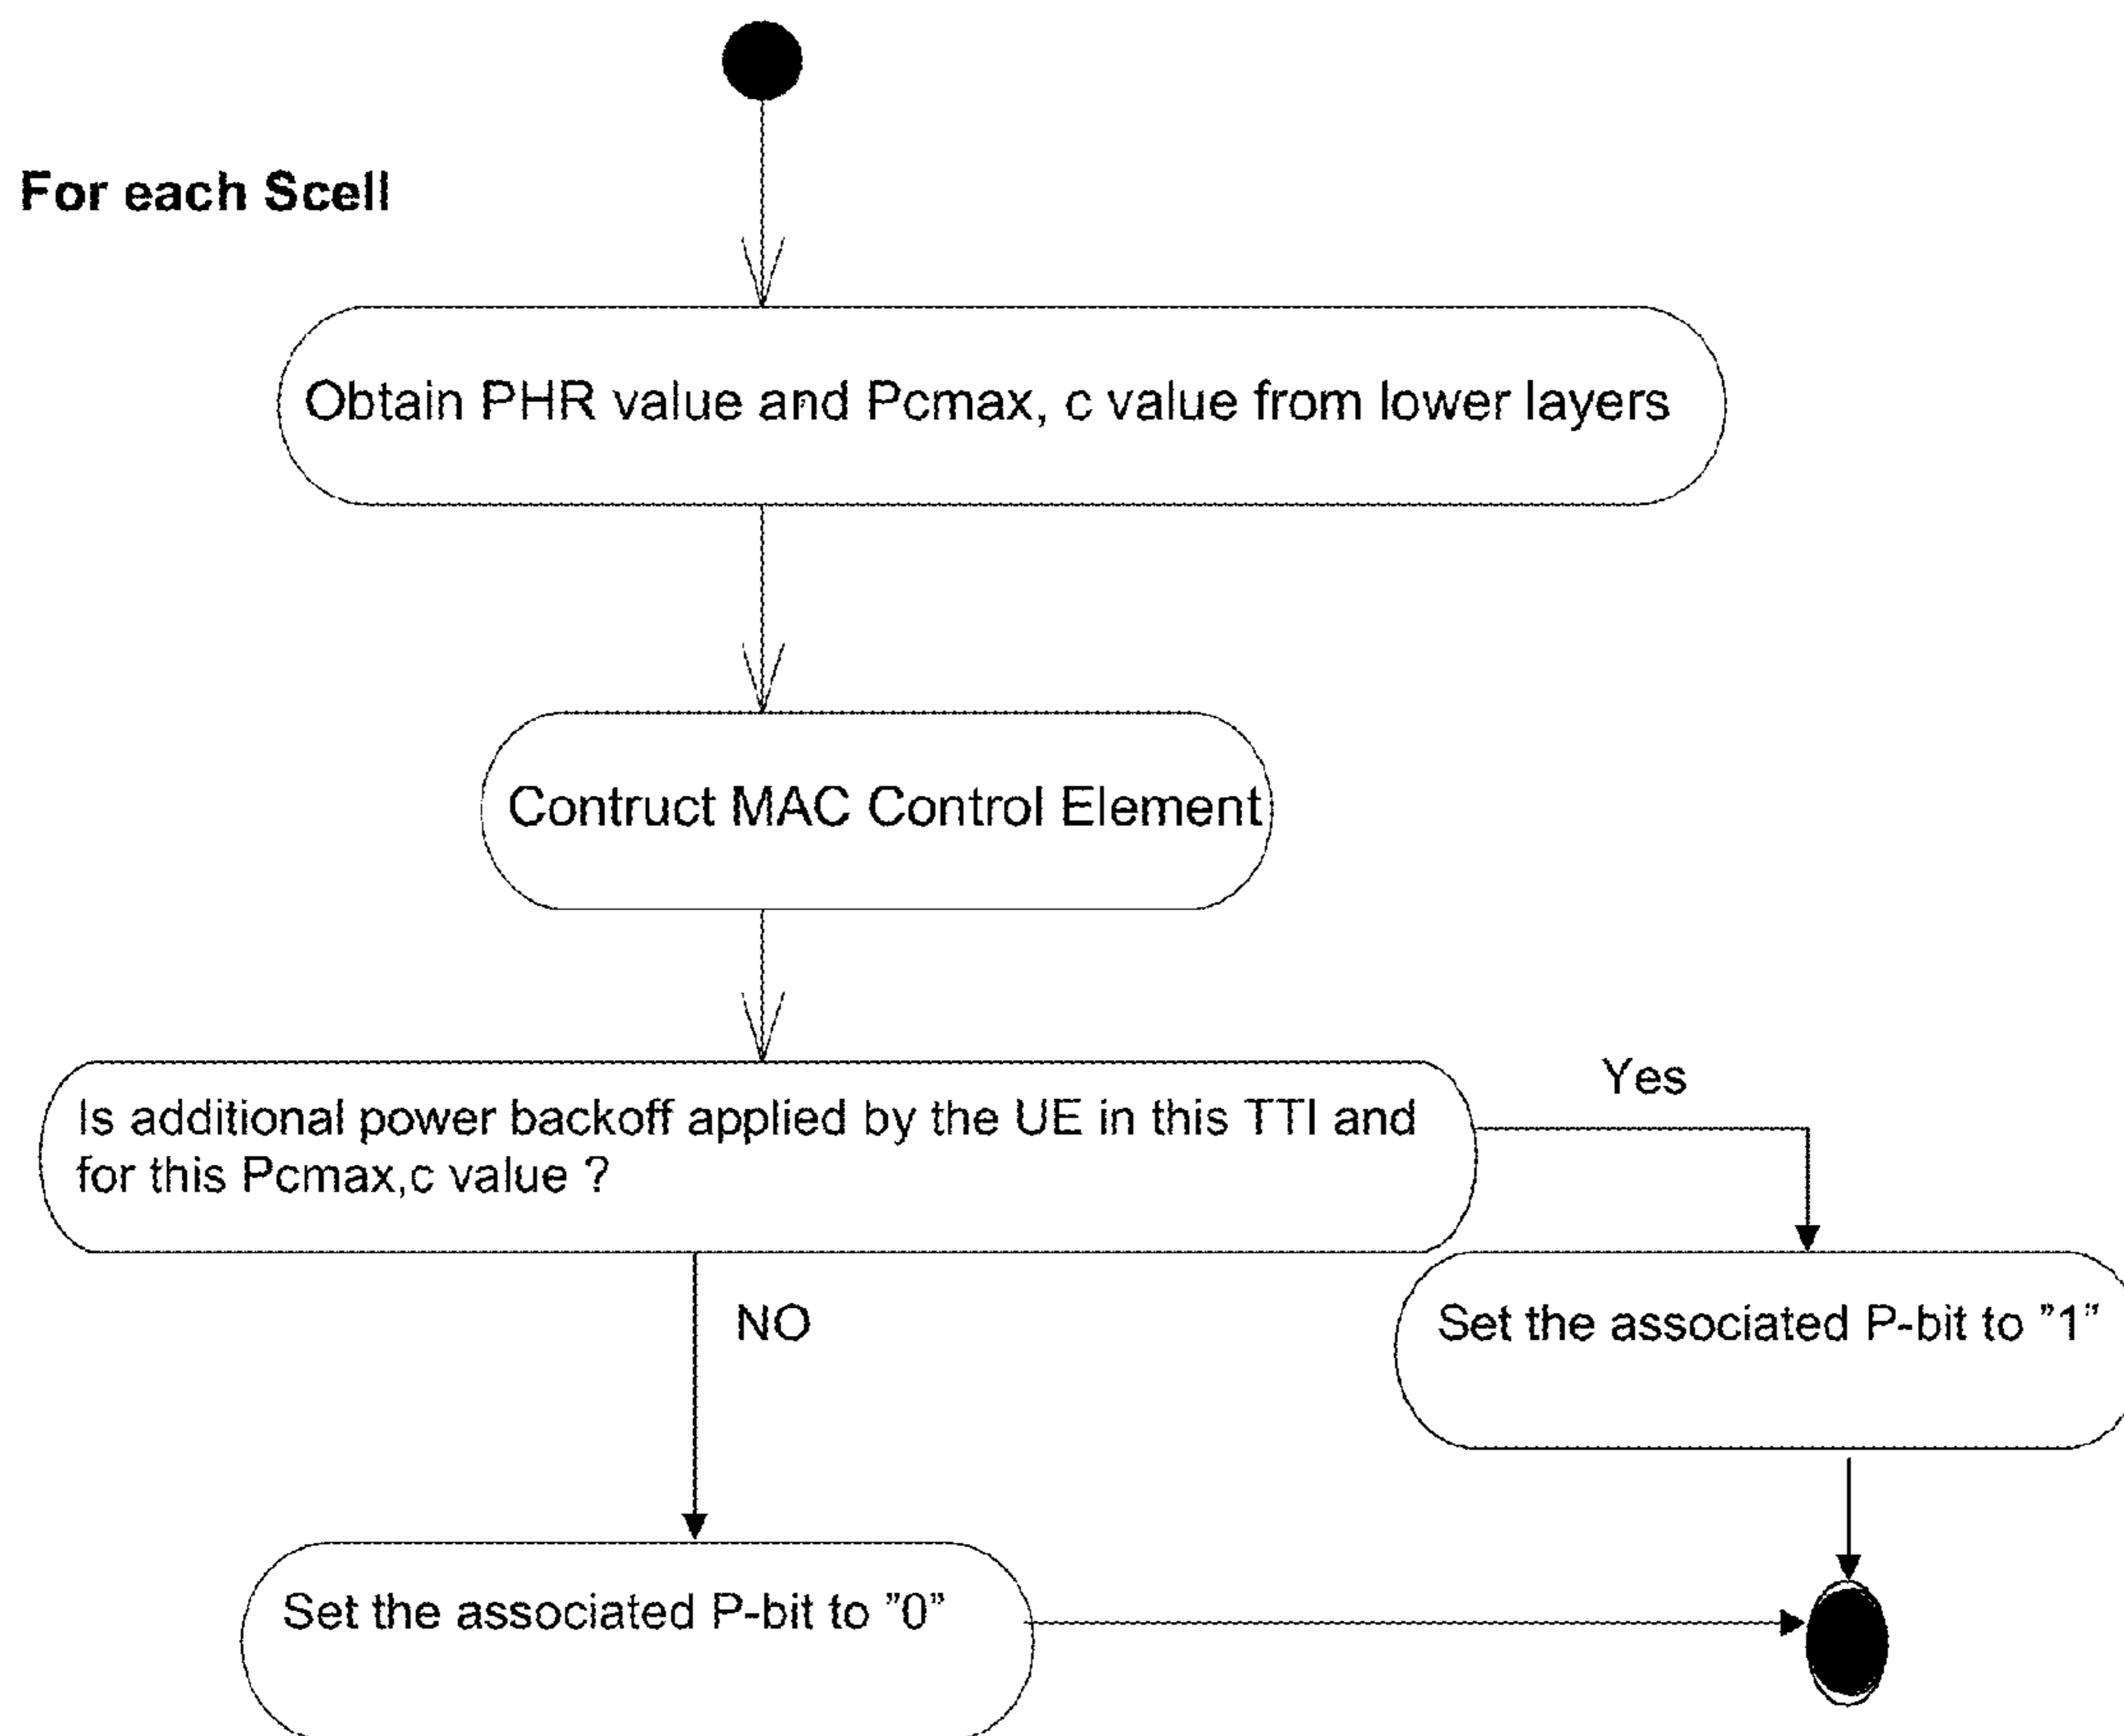 For each Scell
Obtain PHR value and Pcmax, c value from lower layers
Contruct MAC Control Element
Is additional power backoff applied by the UE in this TTI and
for this Pcmax,c value ?
Yes
NO
Set the associated P-bit to ”1”
Set the associated P-bit to ”0”